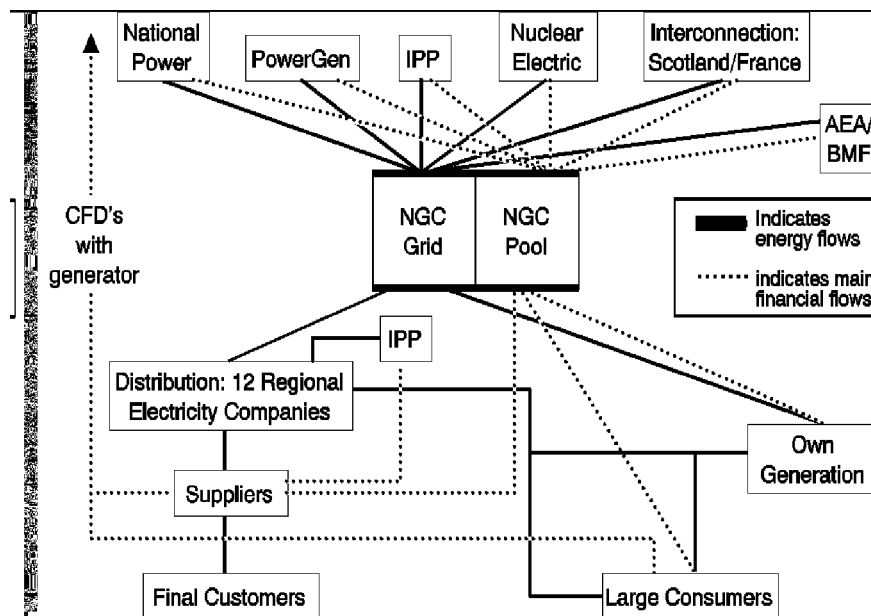 National
Power
PowerGen
IPP
Nuclear
Electric
Interconnection:
Scotland/France
AEA/
BMF
CFD's
with
generator
NGC
Grid
NGC
Pool
Indicates
energy flows
indicates main
financial flows
IPP
Distribution: 12 Regional
Electricity Companies
Own
Generation
Suppliers
Final Customers
Large Consumers